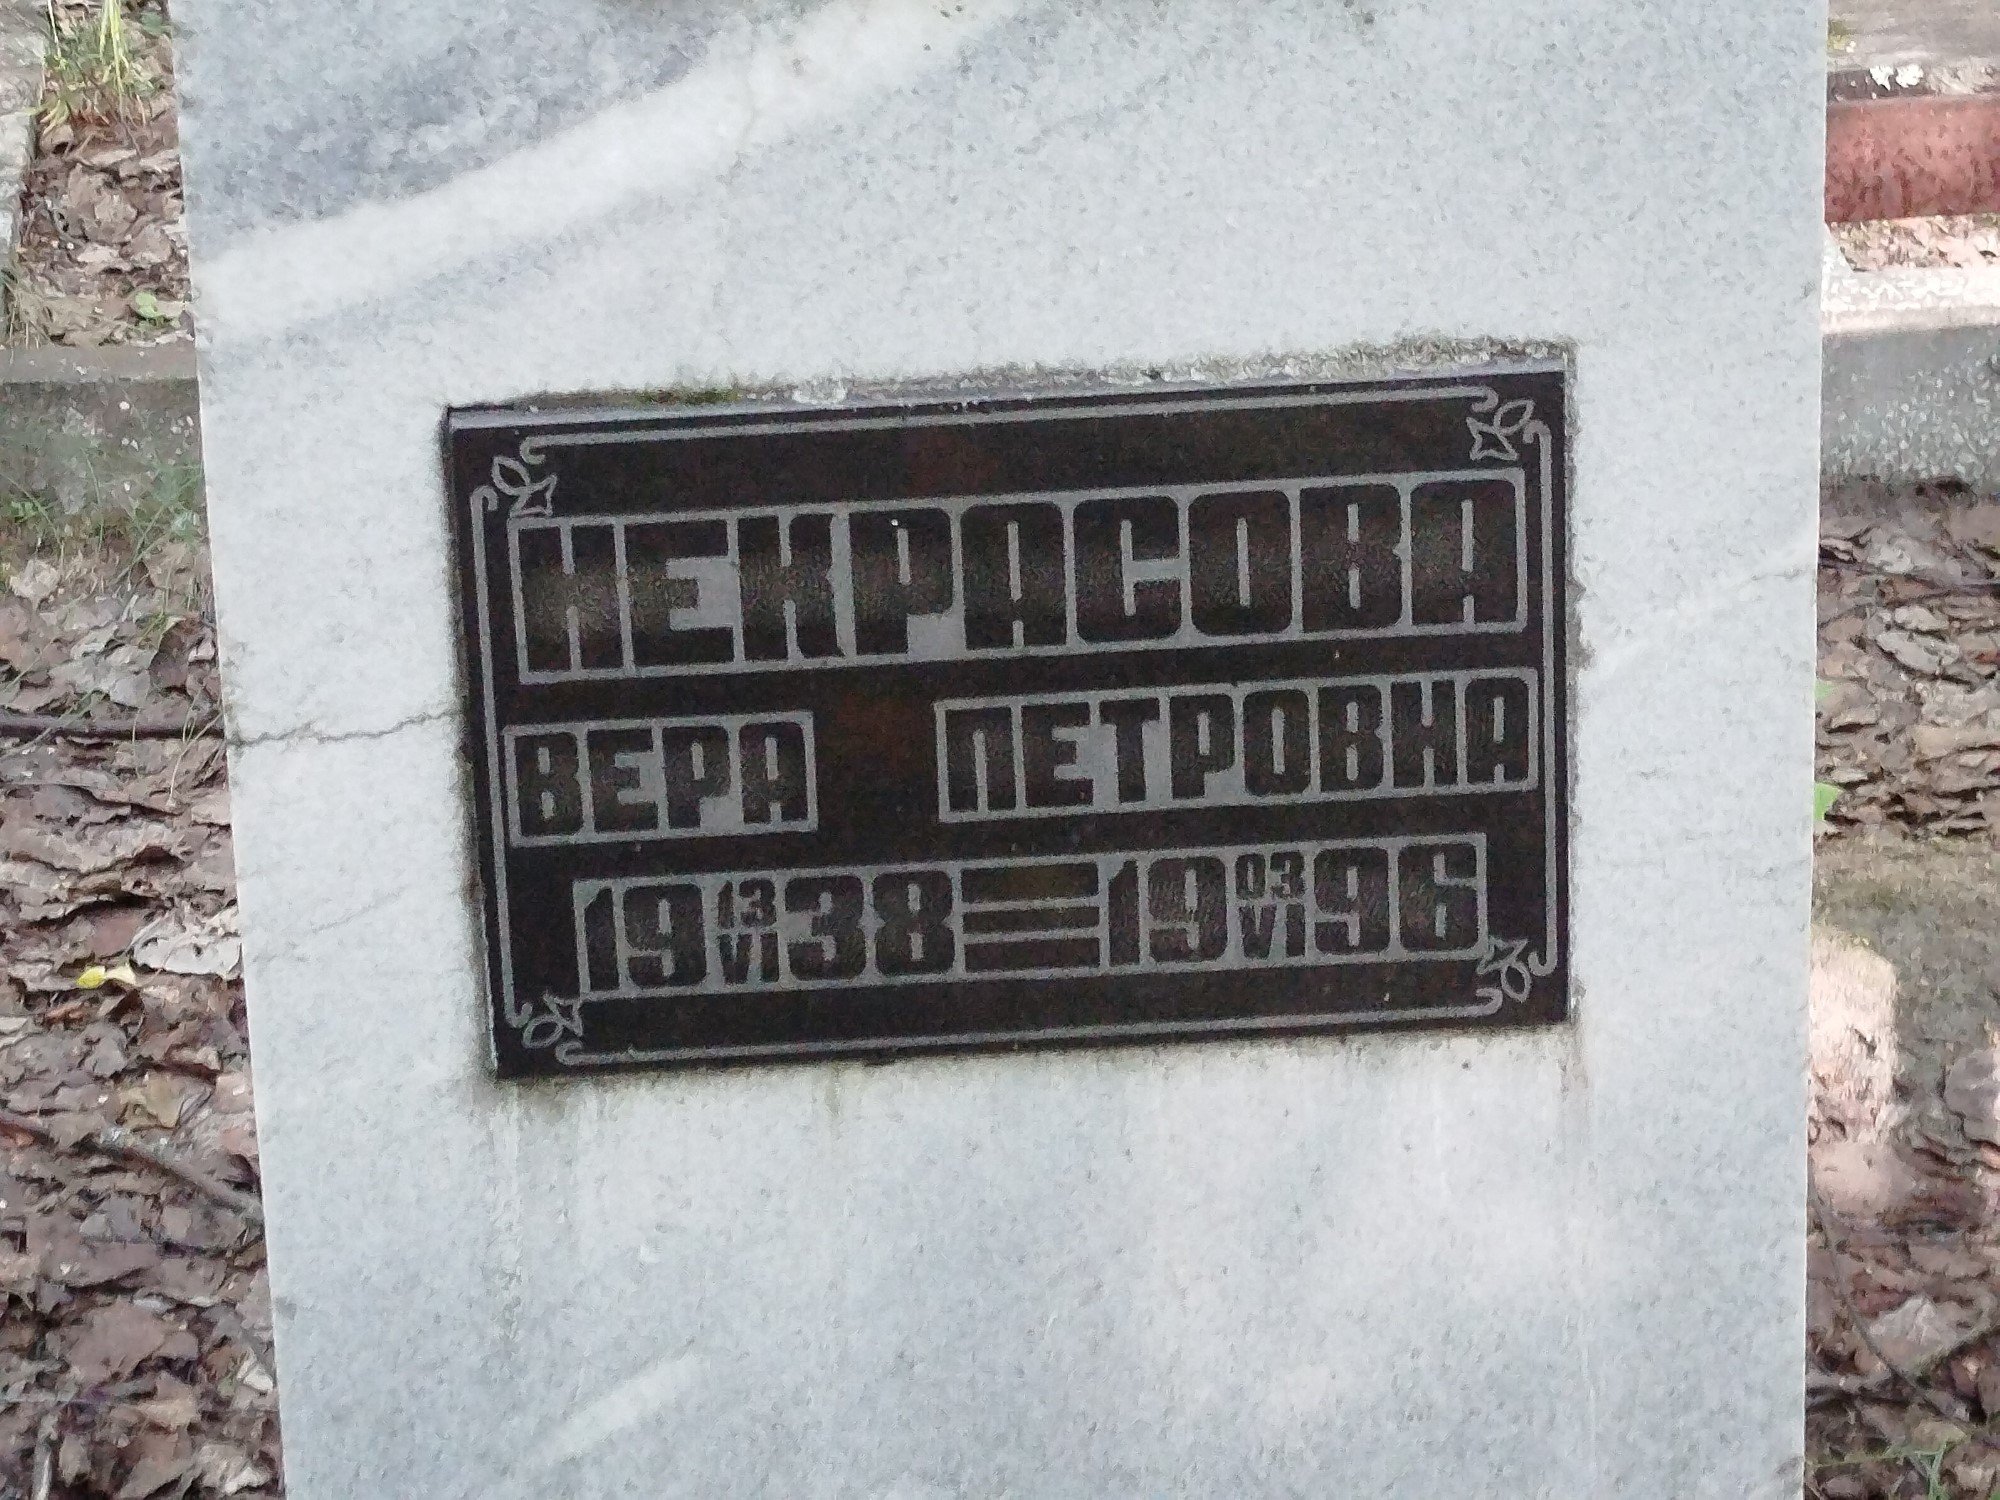 НЕКРАСОВА
ВЕРА ПЕТРОВНА
19 13/VI 38 — 19 03/VI 96